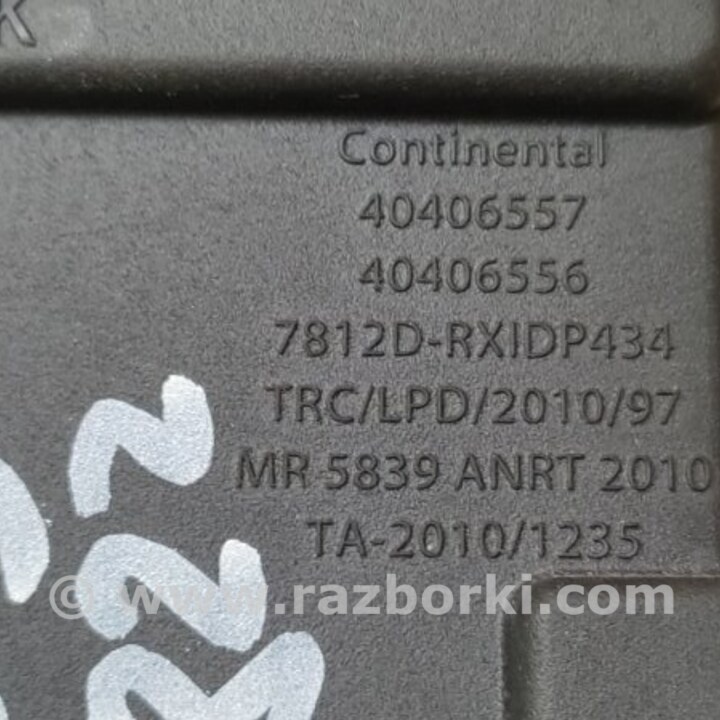 K
Continental
40406557
40406556
7812D-RXIDP434
TRC/LPD/2010/97
MR 5839 ANRT 2010
TA-2010/1235
© www.razborki.com